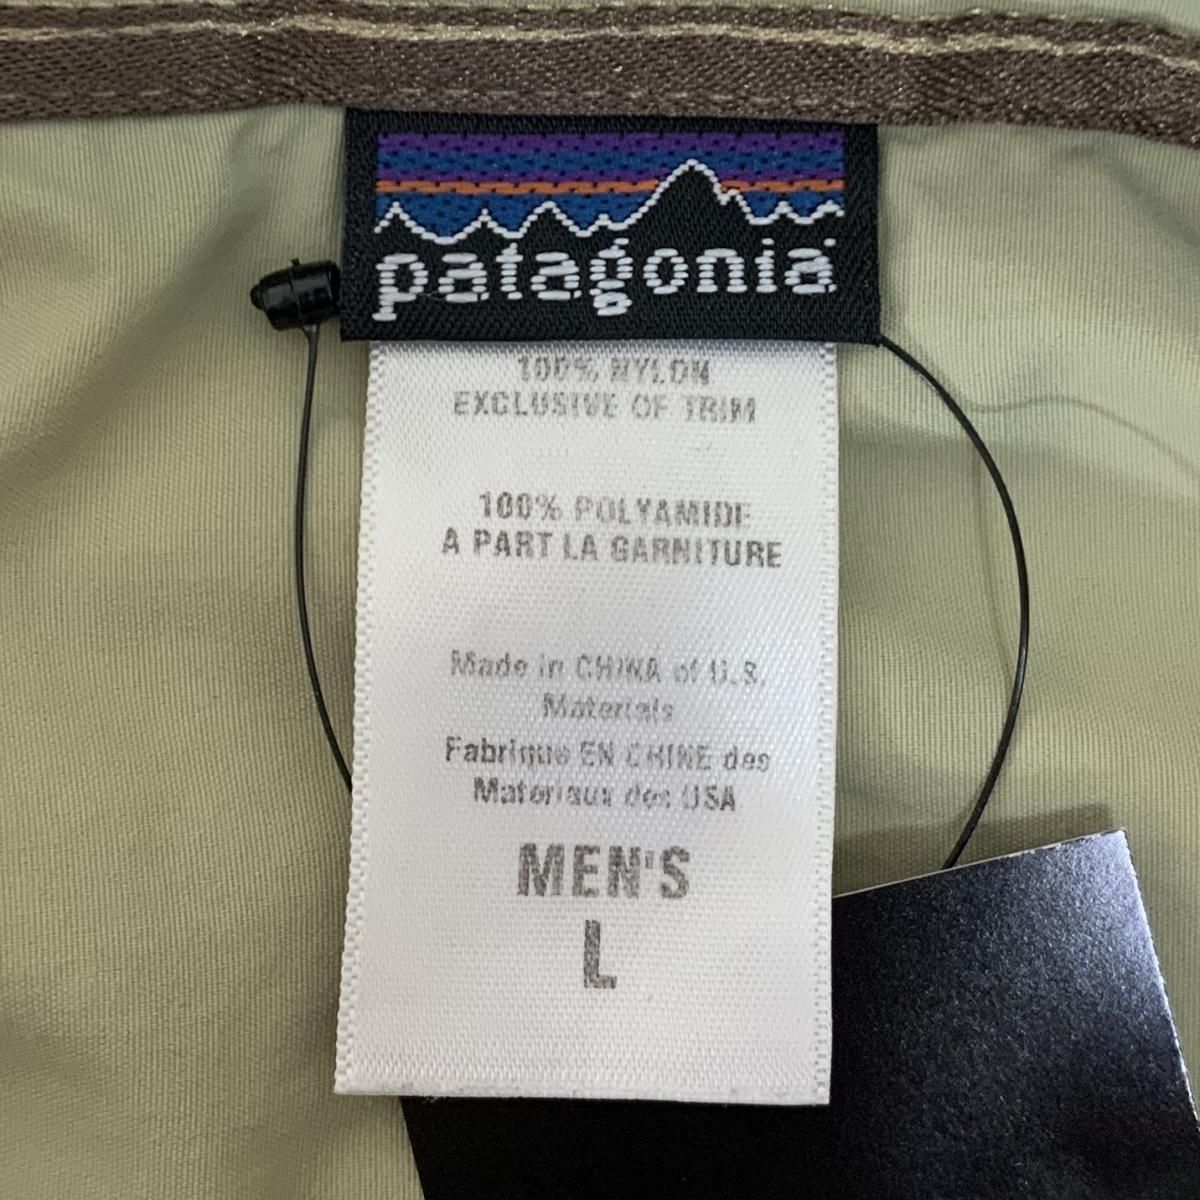 patagonia
100% NYLON
EXCLUSIVE OF TRIM
100% POLYAMIDE
A PART LA GARNITURE
Made in CHINA of U.S.
Materials
Fabrique EN CHINE des
Materiaux des USA
MEN'S
L